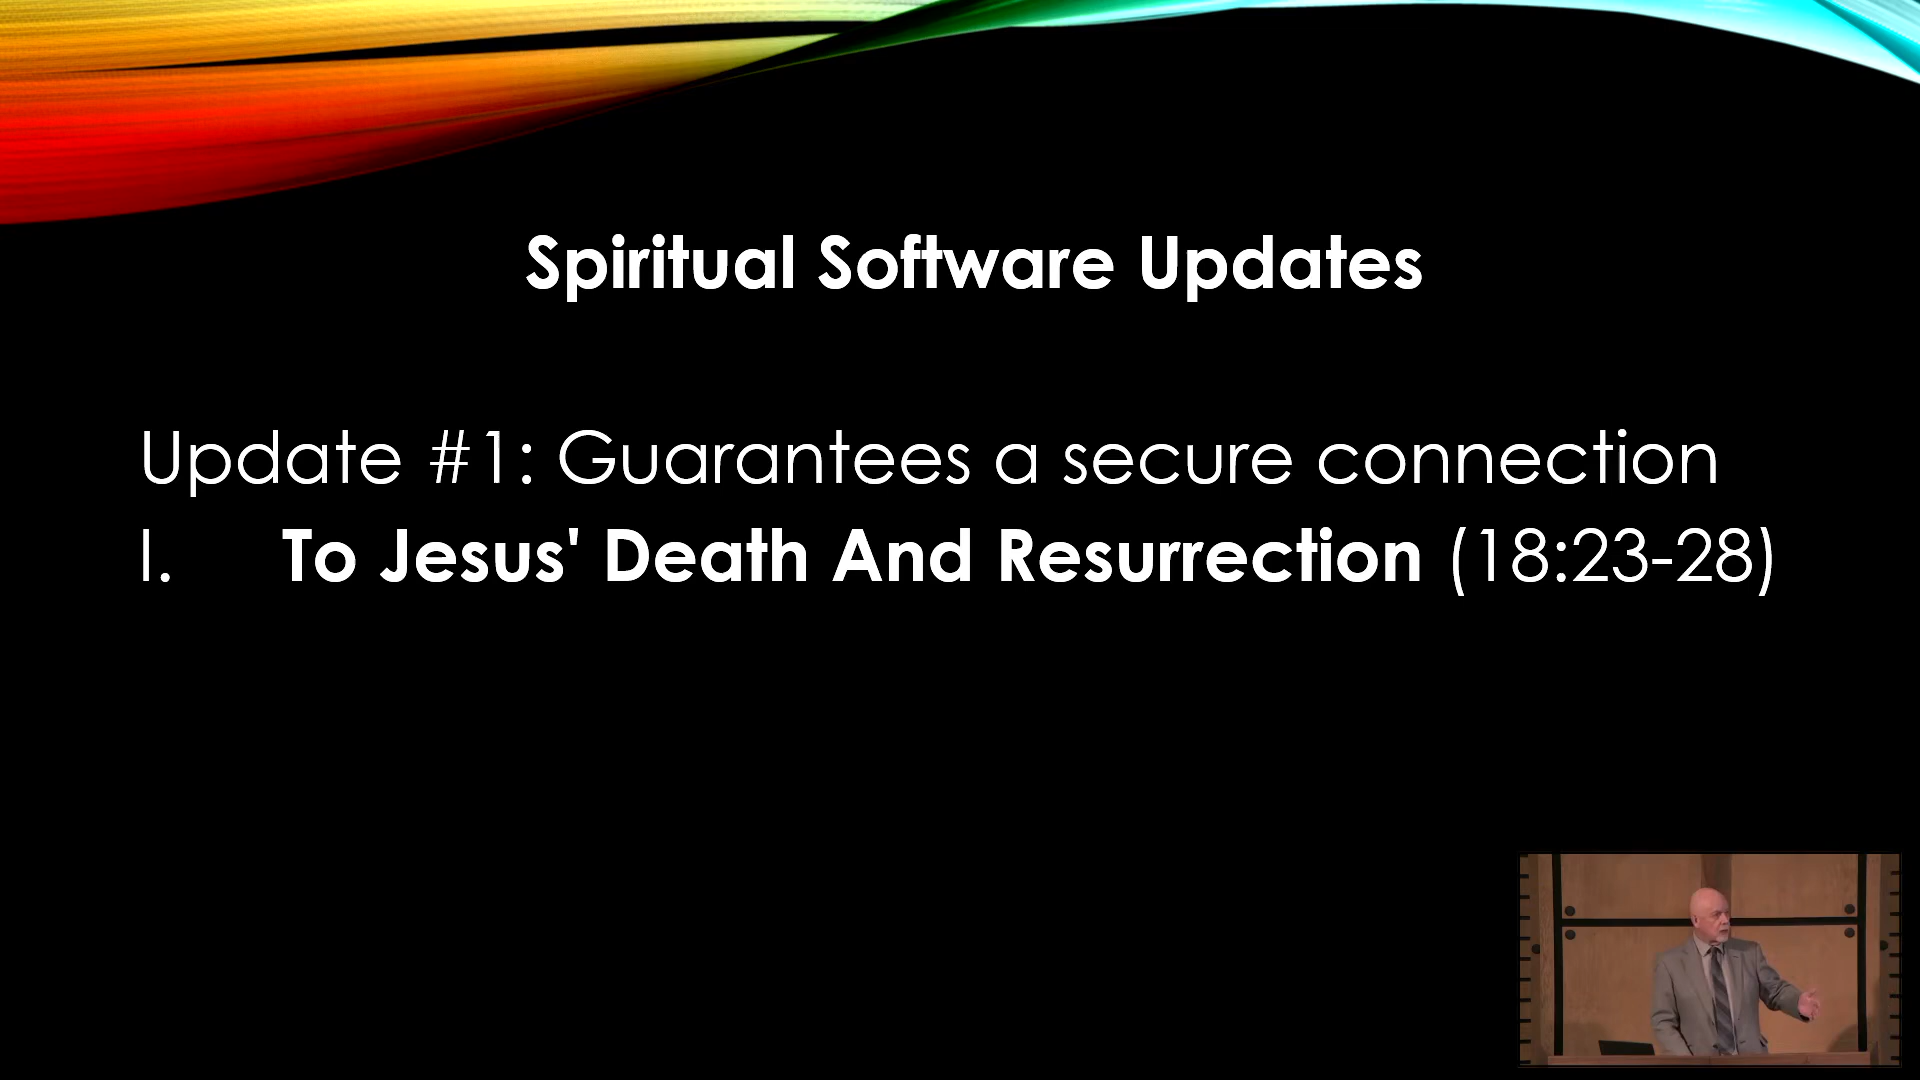 Spiritual Software Updates
Update #1: Guarantees a secure connection
I. To Jesus' Death And Resurrection (18:23-28)